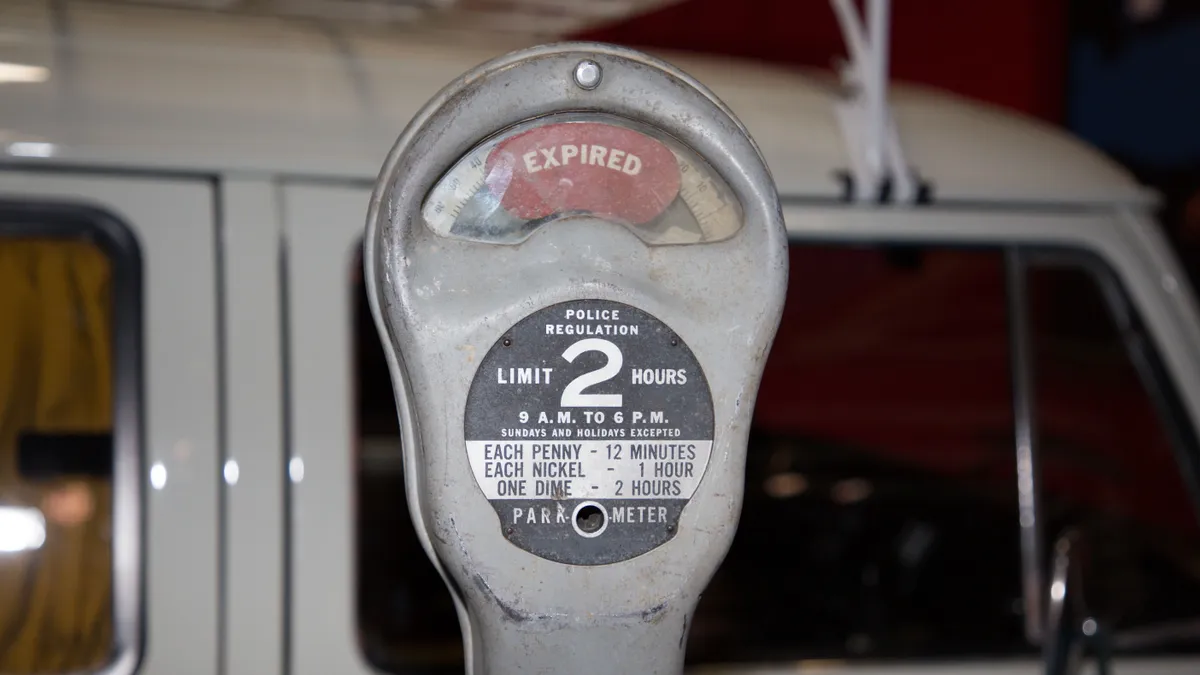 EXPIRED
POLICE
REGULATION
LIMIT 2 HOURS
9 A.M. TO 6 P.M.
SUNDAYS AND HOLIDAYS EXCEPTED
EACH PENNY - 12 MINUTES
EACH NICKEL - 1 HOUR
ONE DIME - 2 HOURS
PARK-O-METER